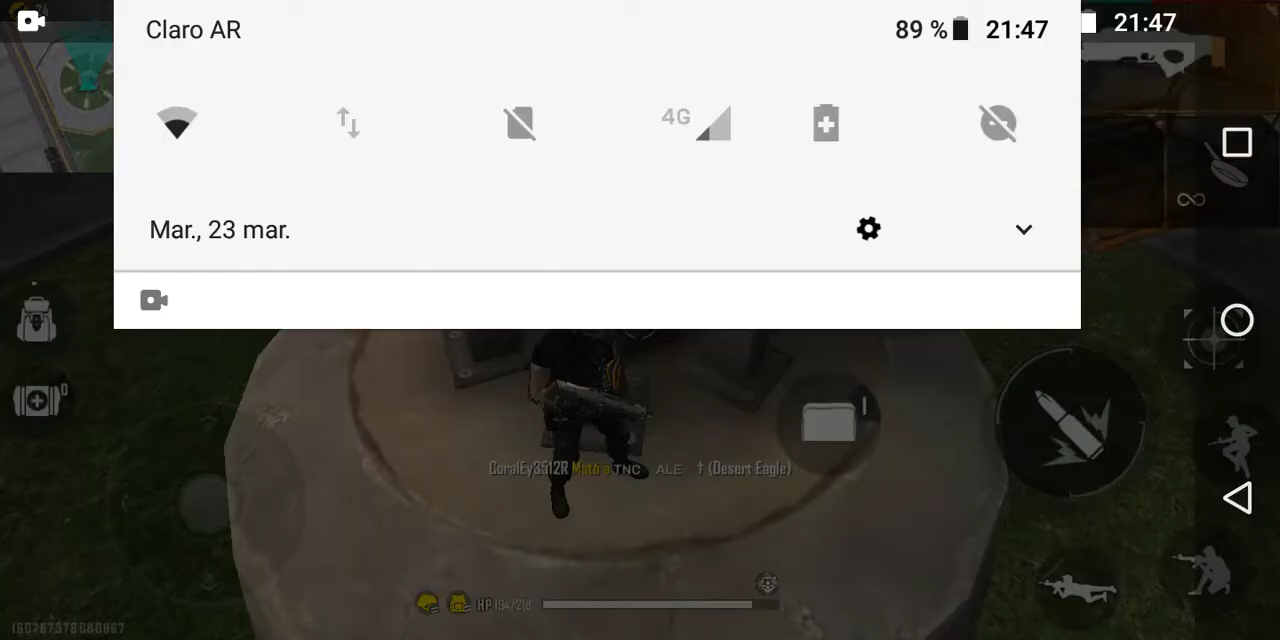 Claro AR
89 %
21:47
21:47
4G
Mar., 23 mar.
0
CoralEy3512R Mató a TNC ALE † (Desert Eagle)
HP 194/218